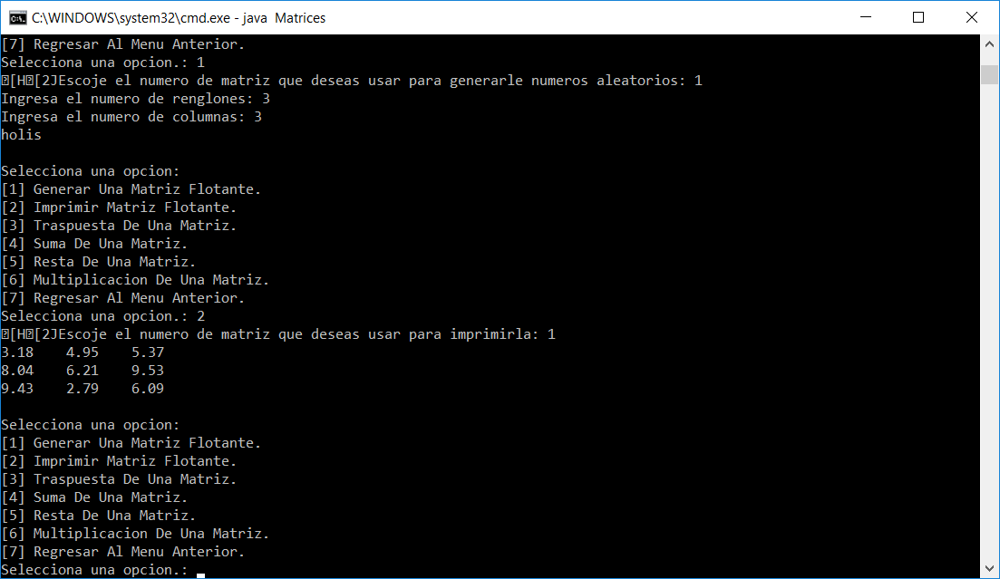 C:\WINDOWS\system32\cmd.exe - java  Matrices
[7] Regresar Al Menu Anterior.
Selecciona una opcion.: 1
⍰[H⍰[2JEscoje el numero de matriz que deseas usar para generarle numeros aleatorios: 1
Ingresa el numero de renglones: 3
Ingresa el numero de columnas: 3
holis
Selecciona una opcion:
[1] Generar Una Matriz Flotante.
[2] Imprimir Matriz Flotante.
[3] Traspuesta De Una Matriz.
[4] Suma De Una Matriz.
[5] Resta De Una Matriz.
[6] Multiplicacion De Una Matriz.
[7] Regresar Al Menu Anterior.
Selecciona una opcion.: 2
⍰[H⍰[2JEscoje el numero de matriz que deseas usar para imprimirla: 1
3.18    4.95    5.37
8.04    6.21    9.53
9.43    2.79    6.09
Selecciona una opcion:
[1] Generar Una Matriz Flotante.
[2] Imprimir Matriz Flotante.
[3] Traspuesta De Una Matriz.
[4] Suma De Una Matriz.
[5] Resta De Una Matriz.
[6] Multiplicacion De Una Matriz.
[7] Regresar Al Menu Anterior.
Selecciona una opcion.: